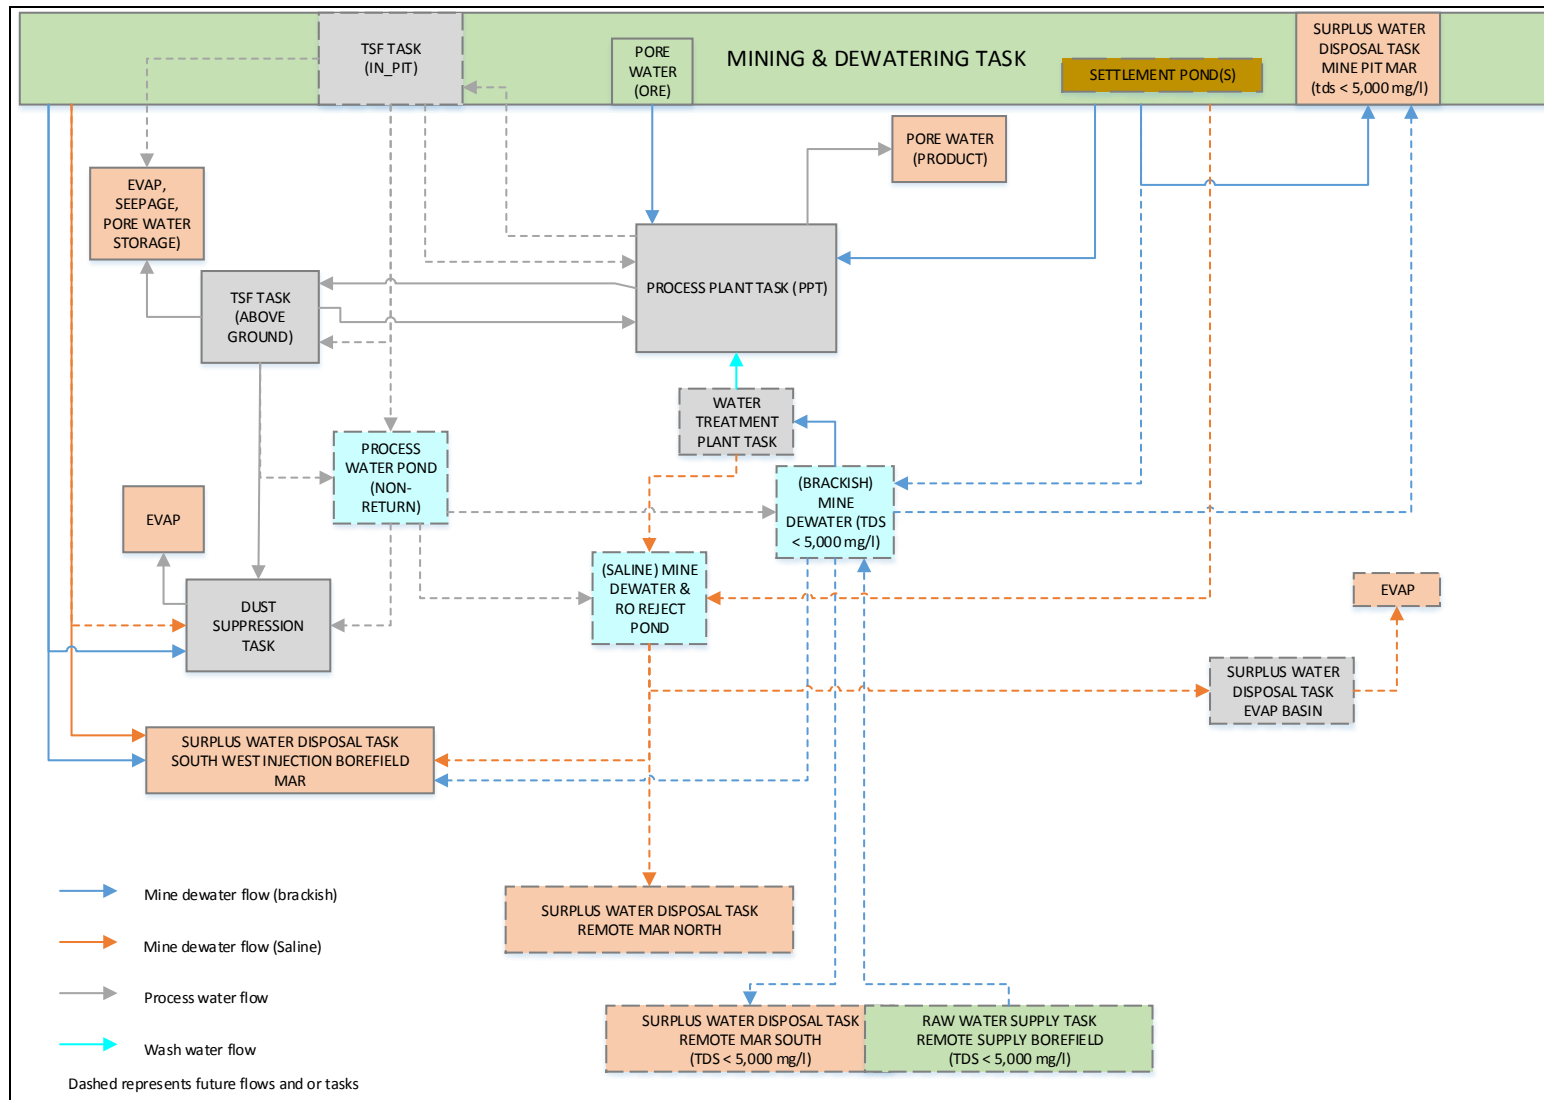 TSF TASK
(IN_PIT)
PORE
WATER
(ORE)
MINING & DEWATERING TASK
SETTLEMENT POND(S)
SURPLUS WATER
DISPOSAL TASK
MINE PIT MAR
(tds < 5,000 mg/l)
PORE WATER
(PRODUCT)
EVAP,
SEEPAGE,
PORE WATER
STORAGE)
TSF TASK
(ABOVE
GROUND)
PROCESS PLANT TASK (PPT)
WATER
TREATMENT
PLANT TASK
PROCESS
WATER POND
(NON-
RETURN)
(BRACKISH)
MINE
DEWATER (TDS
< 5,000 mg/l)
EVAP
(SALINE) MINE
DEWATER &
RO REJECT
POND
DUST
SUPPRESSION
TASK
EVAP
SURPLUS WATER
DISPOSAL TASK
EVAP BASIN
SURPLUS WATER DISPOSAL TASK
SOUTH WEST INJECTION BOREFIELD
MAR
SURPLUS WATER DISPOSAL TASK
REMOTE MAR NORTH
SURPLUS WATER DISPOSAL TASK
REMOTE MAR SOUTH
(TDS < 5,000 mg/l)
RAW WATER SUPPLY TASK
REMOTE SUPPLY BOREFIELD
(TDS < 5,000 mg/l)
Mine dewater flow (brackish)
Mine dewater flow (Saline)
Process water flow
Wash water flow
Dashed represents future flows and or tasks